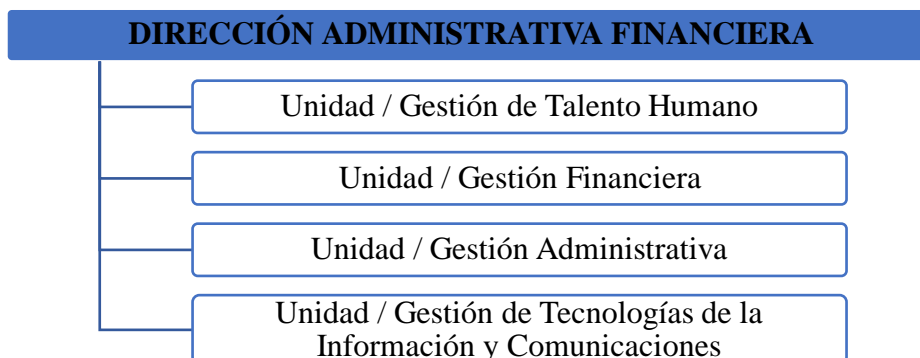 DIRECCIÓN ADMINISTRATIVA FINANCIERA
Unidad / Gestión de Talento Humano
Unidad / Gestión Financiera
Unidad / Gestión Administrativa
Unidad / Gestión de Tecnologías de la
Información y Comunicaciones